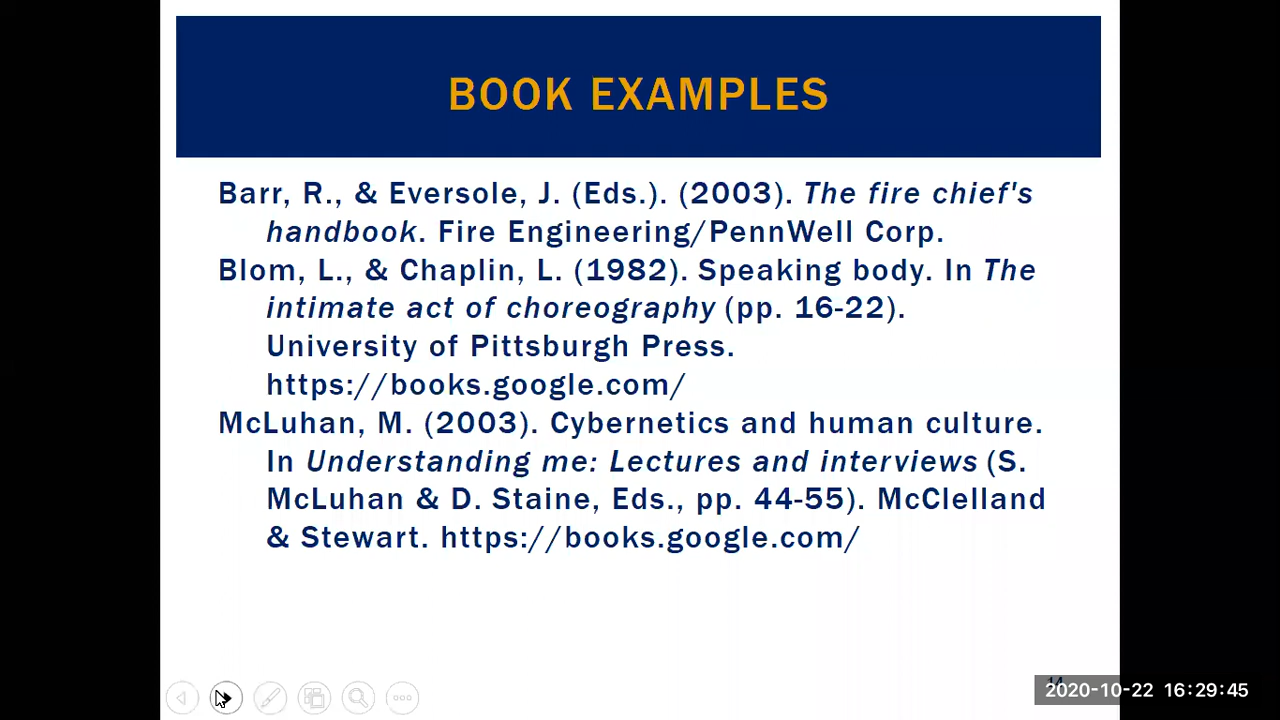 BOOK EXAMPLES
Barr, R., & Eversole, J. (Eds.). (2003). The fire chief's
handbook. Fire Engineering/PennWell Corp.
Blom, L., & Chaplin, L. (1982). Speaking body. In The
intimate act of choreography (pp. 16-22).
University of Pittsburgh Press.
https://books.google.com/
McLuhan, M. (2003). Cybernetics and human culture.
In Understanding me: Lectures and interviews (S.
McLuhan & D. Staine, Eds., pp. 44-55). McClelland
& Stewart. https://books.google.com/
2020-10-22 16:29:45